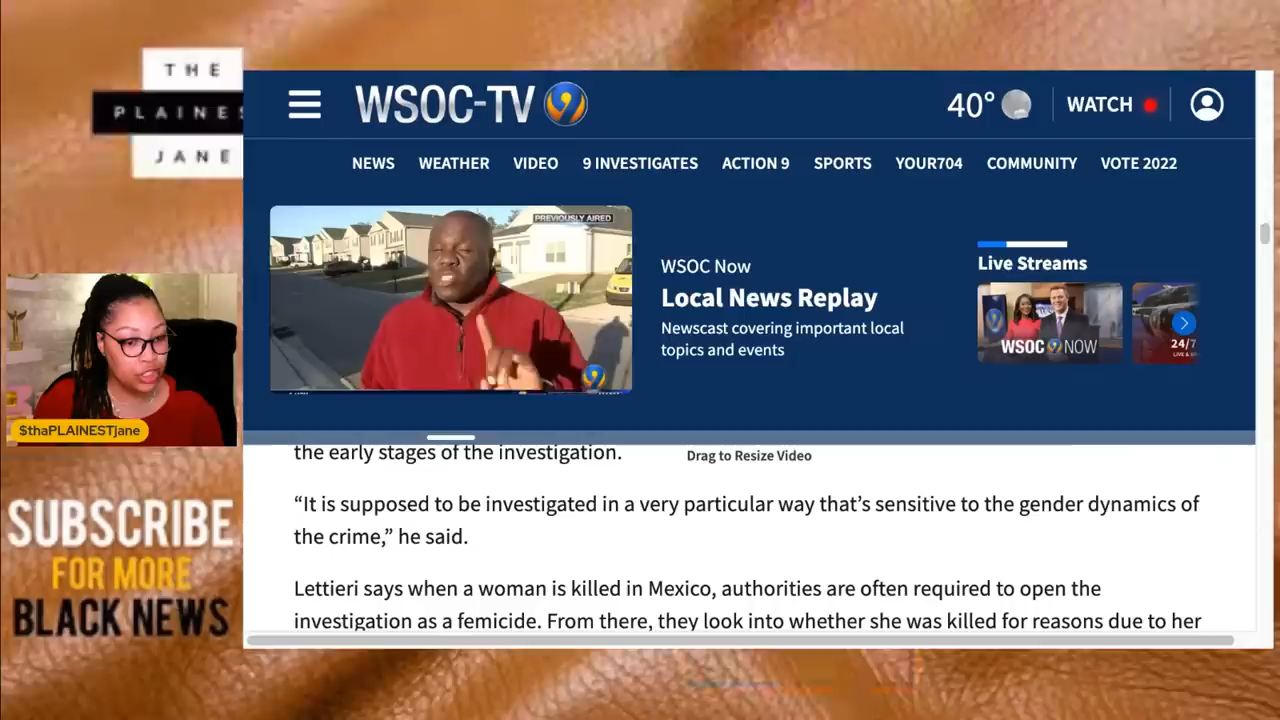 THE
PLAINES
JANE
WSOC-TV 9
40°
WATCH
NEWS
WEATHER
VIDEO
9 INVESTIGATES
ACTION 9
SPORTS
YOUR704
COMMUNITY
VOTE 2022
PREVIOUSLY AIRED
WSOC Now
Local News Replay
Newscast covering important local
topics and events
Live Streams
WSOC 9 NOW
24/7
$thaPLAINESTjane
the early stages of the investigation.
Drag to Resize Video
“It is supposed to be investigated in a very particular way that’s sensitive to the gender dynamics of
the crime,” he said.
Lettieri says when a woman is killed in Mexico, authorities are often required to open the
investigation as a femicide. From there, they look into whether she was killed for reasons due to her
SUBSCRIBE
FOR MORE
BLACK NEWS